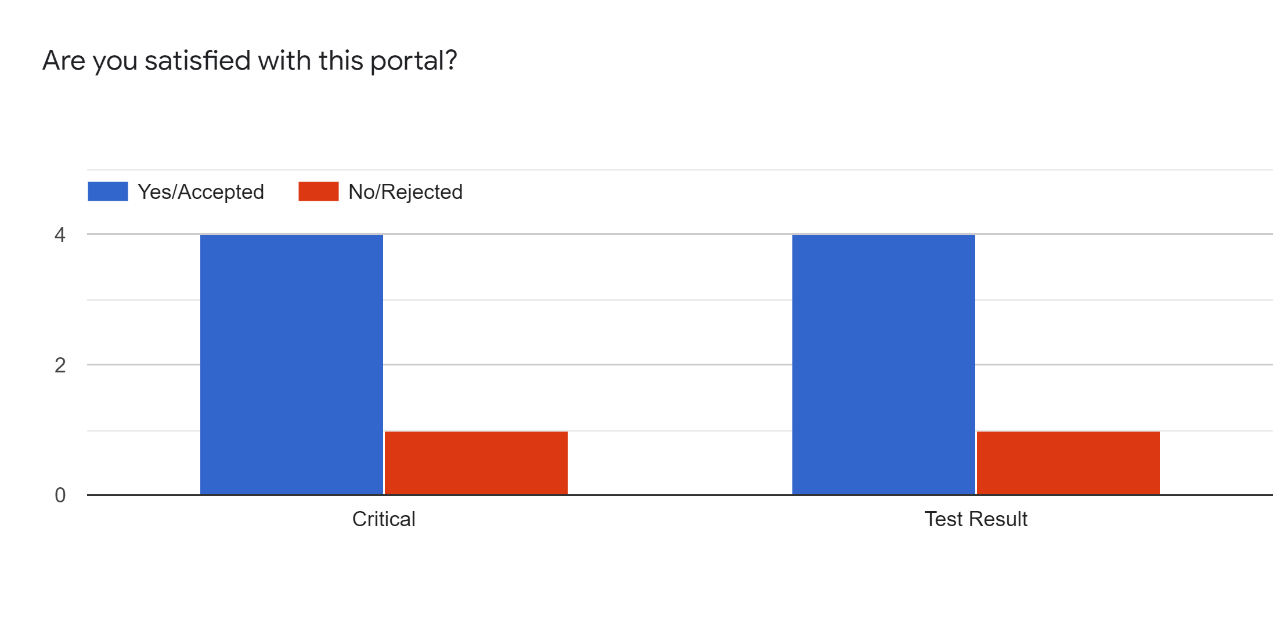 Are you satisfied with this portal?
Yes/Accepted No/Rejected
4
2
0
Critical Test Result